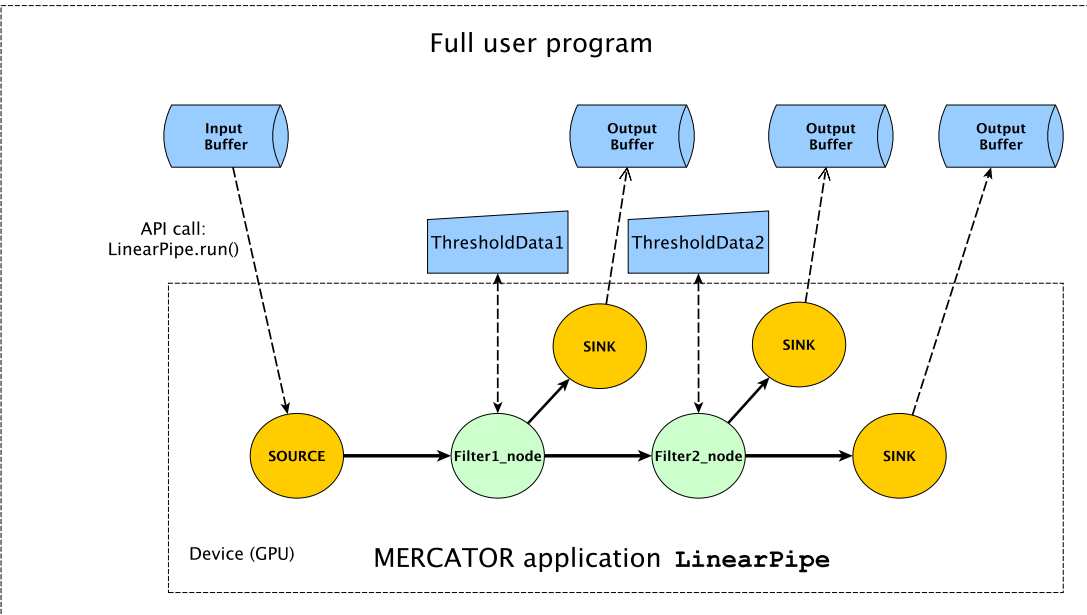 Full user program
Input
Buffer
Output
Buffer
Output
Buffer
Output
Buffer
API call:
LinearPipe.run()
ThresholdData1
ThresholdData2
SINK
SINK
SOURCE
Filter1_node
Filter2_node
SINK
Device (GPU)
MERCATOR application LinearPipe